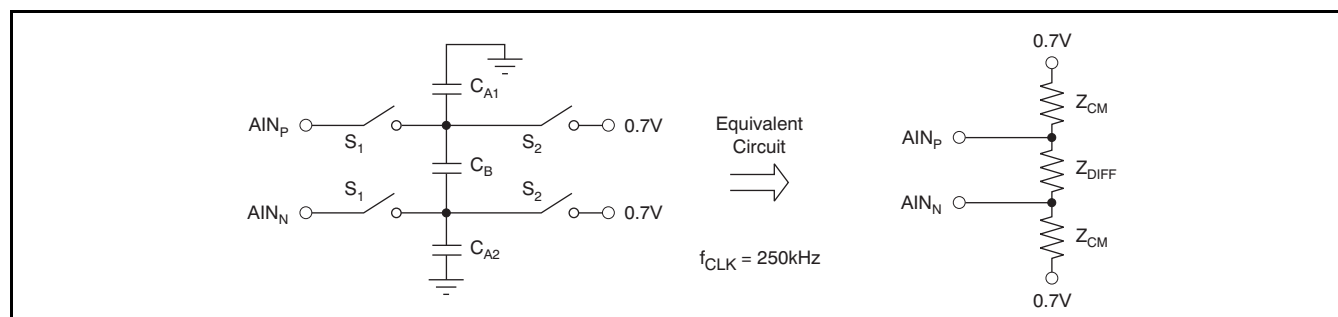 C_A1
AIN_P
S_1
S_2
0.7V
C_B
AIN_N
S_1
S_2
0.7V
C_A2
Equivalent
Circuit
f_CLK = 250kHz
0.7V
Z_CM
AIN_P
Z_DIFF
AIN_N
Z_CM
0.7V